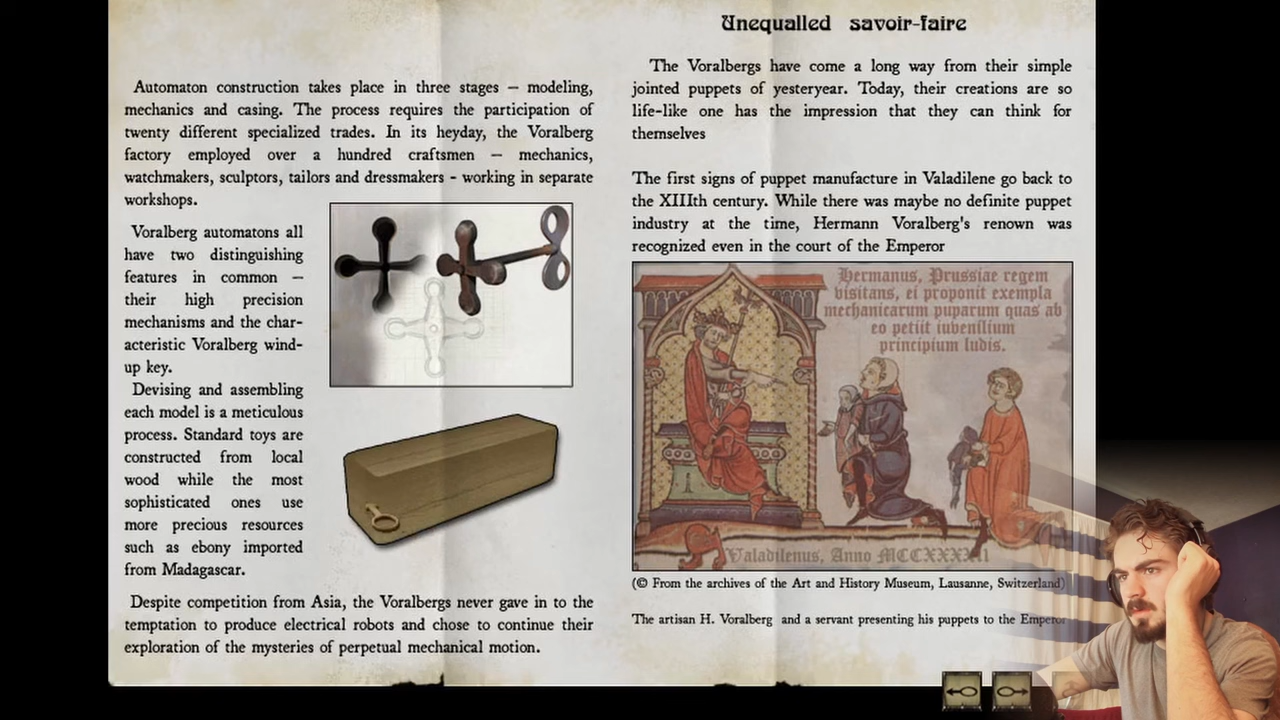 Automaton construction takes place in three stages – modeling,
mechanics and casing. The process requires the participation of
twenty different specialized trades. In its heyday, the Voralberg
factory employed over a hundred craftsmen – mechanics,
watchmakers, sculptors, tailors and dressmakers - working in separate
workshops.
Voralberg automatons all
have two distinguishing
features in common –
their high precision
mechanisms and the char-
acteristic Voralberg wind-
up key.
Devising and assembling
each model is a meticulous
process. Standard toys are
constructed from local
wood while the most
sophisticated ones use
more precious resources
such as ebony imported
from Madagascar.
Despite competition from Asia, the Voralbergs never gave in to the
temptation to produce electrical robots and chose to continue their
exploration of the mysteries of perpetual mechanical motion.
Unequalled savoir-faire
The Voralbergs have come a long way from their simple
jointed puppets of yesteryear. Today, their creations are so
life-like one has the impression that they can think for
themselves
The first signs of puppet manufacture in Valadilene go back to
the XIIIth century. While there was maybe no definite puppet
industry at the time, Hermann Voralberg's renown was
recognized even in the court of the Emperor
Hermanus, Prussiae regem
visitans, ei proponit exempla
mechanicarum puparum quas ab
eo petiit iuvenilium
principium ludis.
Valadilenus, Anno MCCXXXXII
(© From the archives of the Art and History Museum, Lausanne, Switzerland)
The artisan H. Voralberg and a servant presenting his puppets to the Emperor